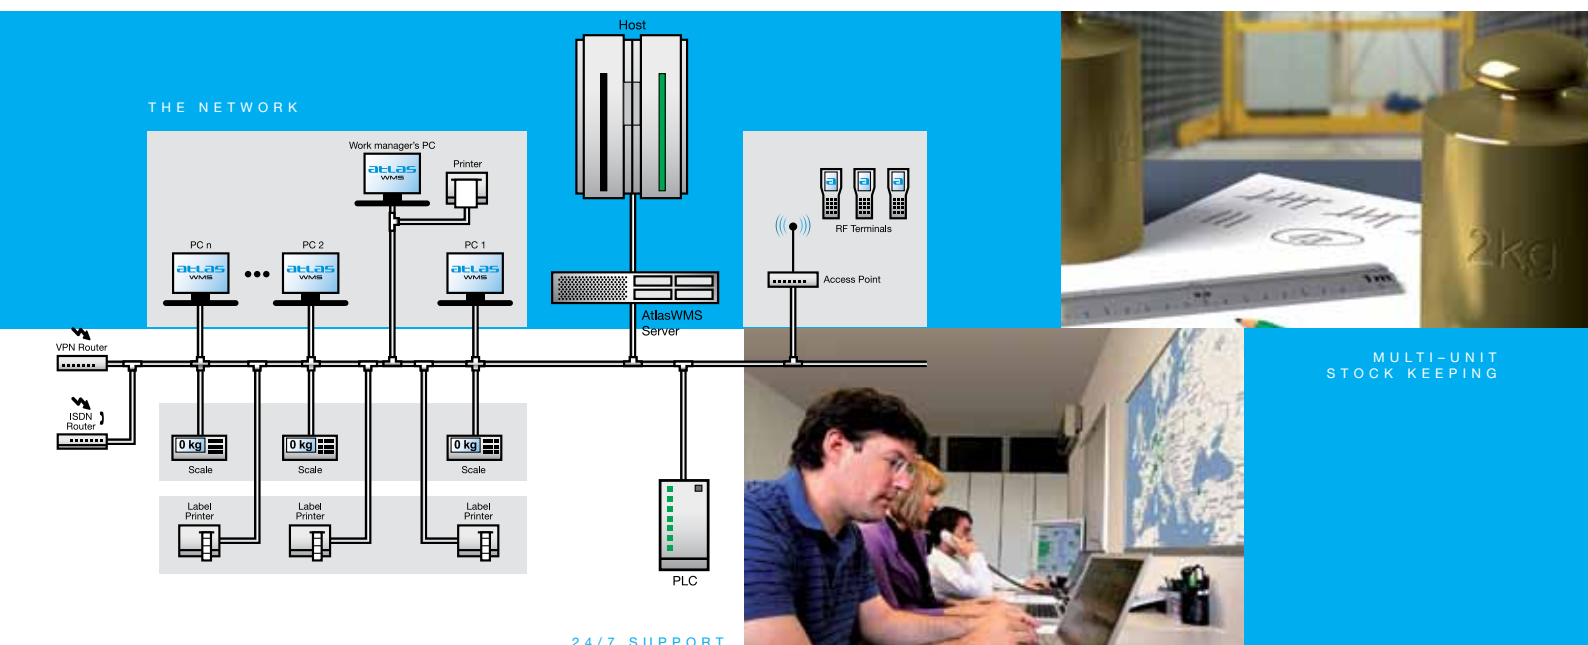 Host
THE NETWORK
Work manager's PC
atlas
WMS
Printer
PC n
PC 2
PC 1
atlas
WMS
atlas
WMS
atlas
WMS
a
a
a
RF Terminals
Access Point
AtlasWMS
Server
VPN Router
ISDN
Router
0 kg
0 kg
0 kg
Scale
Scale
Scale
Label
Printer
Label
Printer
Label
Printer
PLC
2kg
1m
MULTI-UNIT
STOCK KEEPING
24/7 SUPPORT